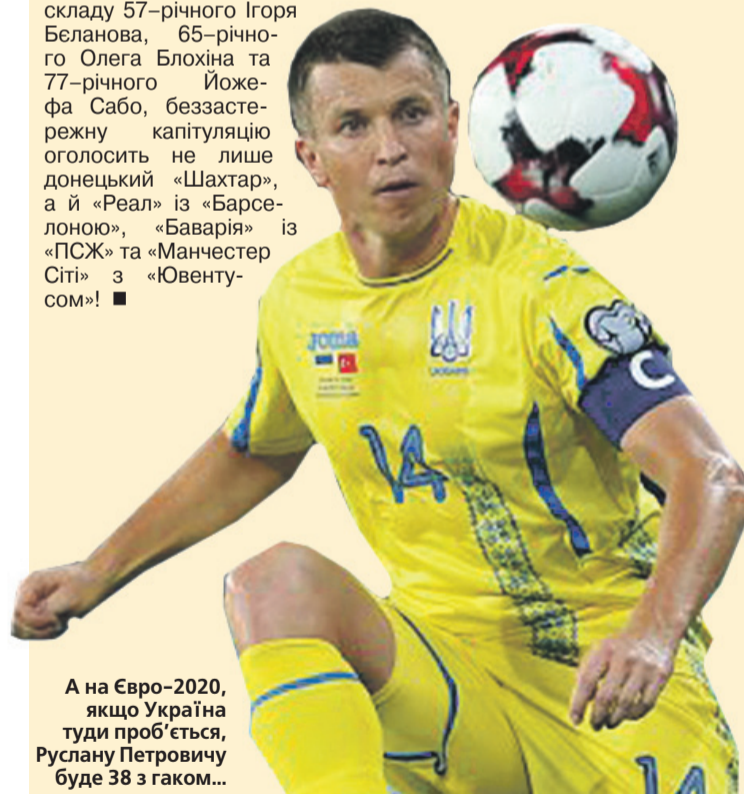 складу 57–річного Ігоря
Бєланова, 65–річно-
го Олега Блохіна та
77–річного Йоже-
фа Сабо, беззасте-
режну капітуляцію
оголосить не лише
донецький «Шахтар»,
а й «Реал» із «Барсе-
лоною», «Баварія» із
«ПСЖ» та «Манчестер
Сіті» з «Ювенту-
сом»! ■
Joma
UKRAINE
C
14
14
А на Євро–2020,
якщо Україна
туди проб’ється,
Руслану Петровичу
буде 38 з гаком...